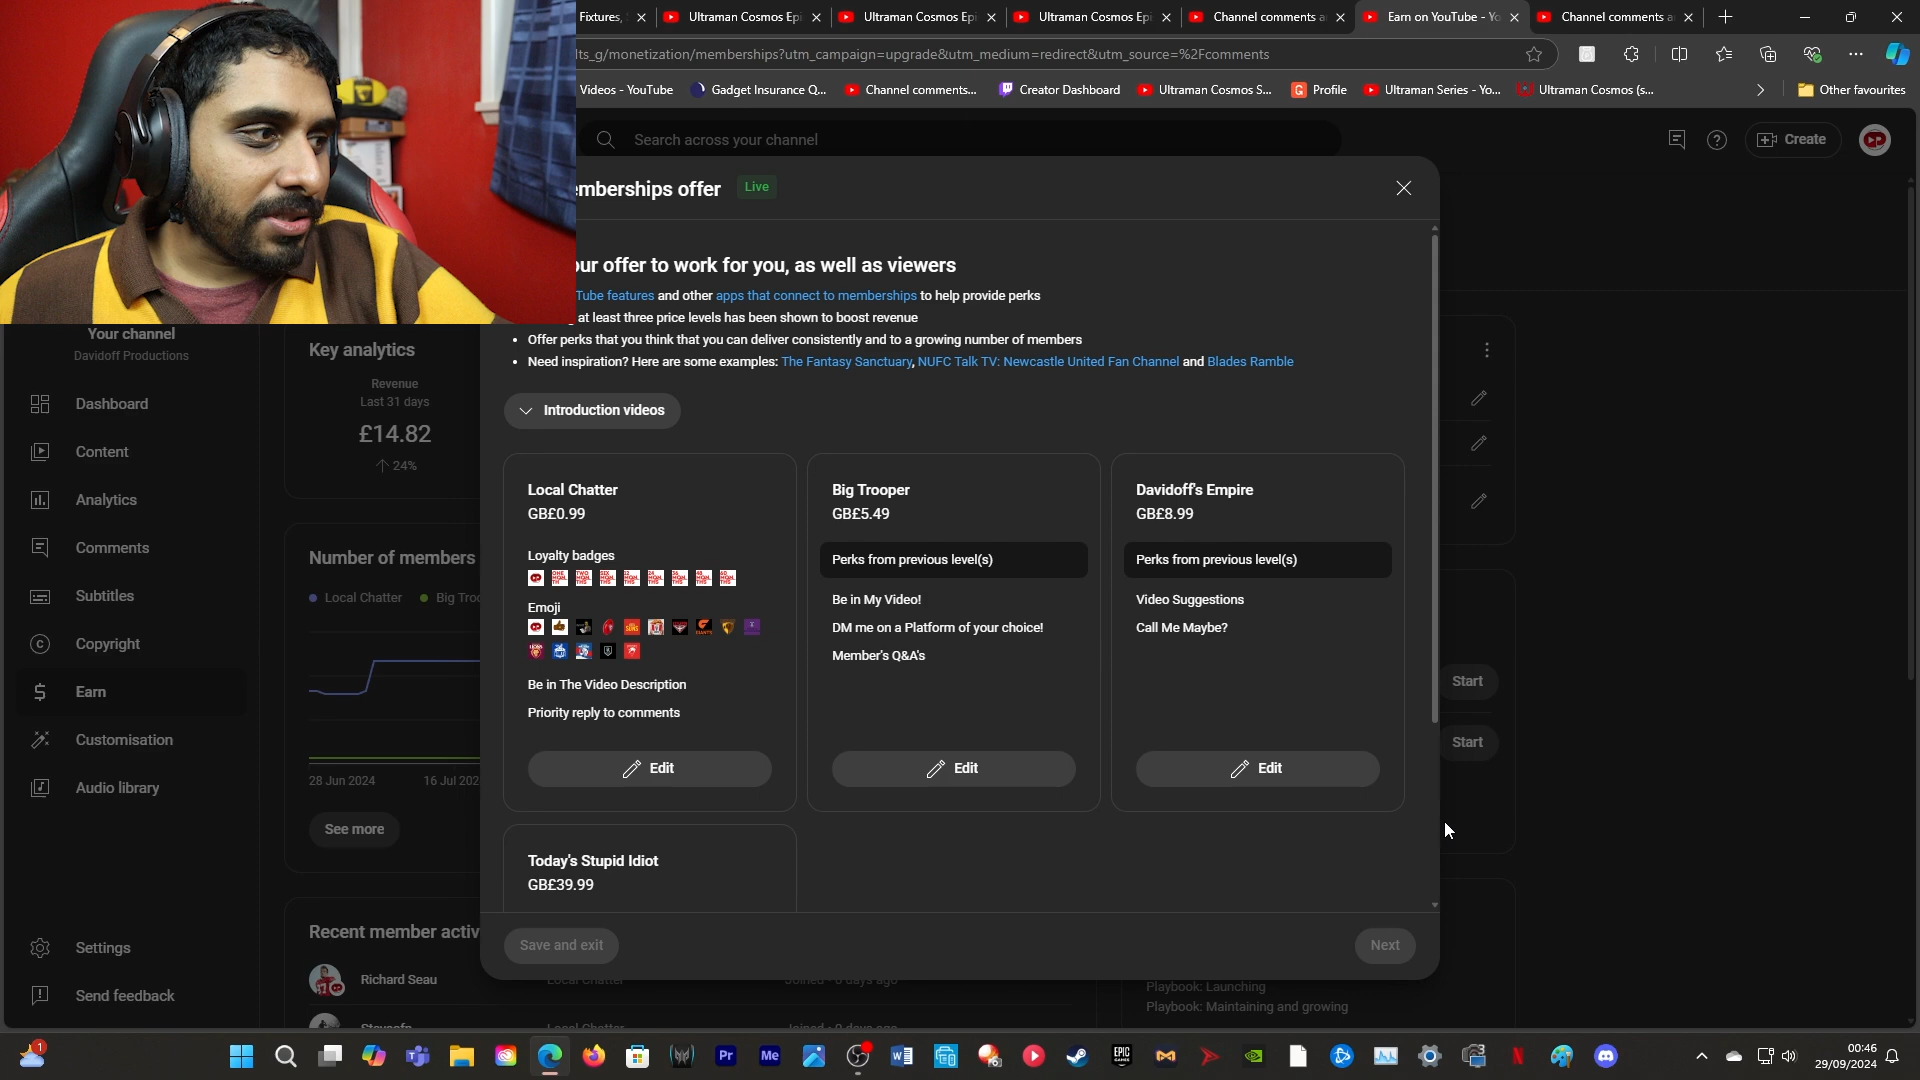 Fixtures,
Ultraman Cosmos Epi
Ultraman Cosmos Epi
Ultraman Cosmos Epi
Channel comments a
Earn on YouTube - Yo
Channel comments a
lts_g/monetization/memberships?utm_campaign=upgrade&utm_medium=redirect&utm_source=%2Fcomments
Videos - YouTube
Gadget Insurance Q...
Channel comments...
Creator Dashboard
Ultraman Cosmos S...
Profile
Ultraman Series - Yo...
Ultraman Cosmos (s...
Other favourites
Search across your channel
Create
emberships offer
Live
our offer to work for you, as well as viewers
Tube features and other apps that connect to memberships to help provide perks
at least three price levels has been shown to boost revenue
• Offer perks that you think that you can deliver consistently and to a growing number of members
• Need inspiration? Here are some examples: The Fantasy Sanctuary, NUFC Talk TV: Newcastle United Fan Channel and Blades Ramble
Introduction videos
Your channel
Davidoff Productions
Dashboard
Content
Analytics
Comments
Subtitles
Copyright
Earn
Customisation
Audio library
Settings
Send feedback
Key analytics
Revenue
Last 31 days
£14.82
24%
Number of members
Local Chatter
Big Troo
28 Jun 2024
16 Jul 202
See more
Recent member activ
Richard Seau
Local Chatter
Local Chatter
Local Chatter
GB£0.99
Loyalty badges
Emoji
Be in The Video Description
Priority reply to comments
Edit
Big Trooper
GB£5.49
Perks from previous level(s)
Be in My Video!
DM me on a Platform of your choice!
Member's Q&A's
Edit
Davidoff's Empire
GB£8.99
Perks from previous level(s)
Video Suggestions
Call Me Maybe?
Edit
Today's Stupid Idiot
GB£39.99
Save and exit
Next
Start
Start
Playbook: Launching
Playbook: Maintaining and growing
00:46
29/09/2024